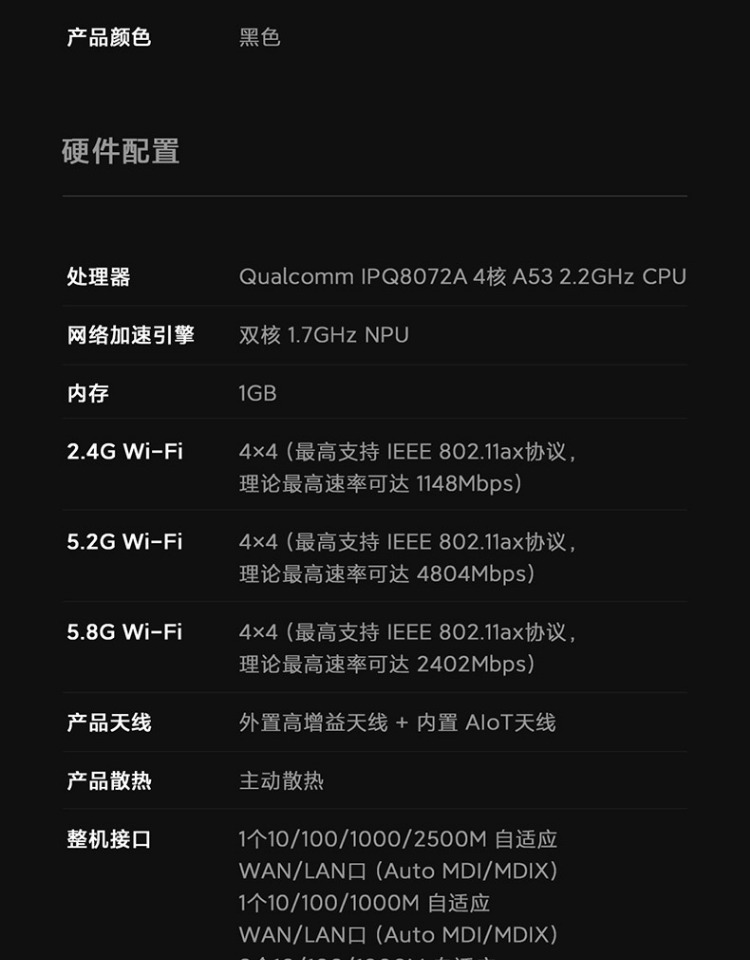 产品颜色 黑色
硬件配置
处理器 Qualcomm IPQ8072A 4核 A53 2.2GHz CPU
网络加速引擎 双核 1.7GHz NPU
内存 1GB
2.4G Wi-Fi 4×4（最高支持 IEEE 802.11ax协议，
理论最高速率可达 1148Mbps）
5.2G Wi-Fi 4×4（最高支持 IEEE 802.11ax协议，
理论最高速率可达 4804Mbps）
5.8G Wi-Fi 4×4（最高支持 IEEE 802.11ax协议，
理论最高速率可达 2402Mbps）
产品天线 外置高增益天线 + 内置 AIoT天线
产品散热 主动散热
整机接口 1个10/100/1000/2500M 自适应
WAN/LAN口（Auto MDI/MDIX）
1个10/100/1000M 自适应
WAN/LAN口（Auto MDI/MDIX）